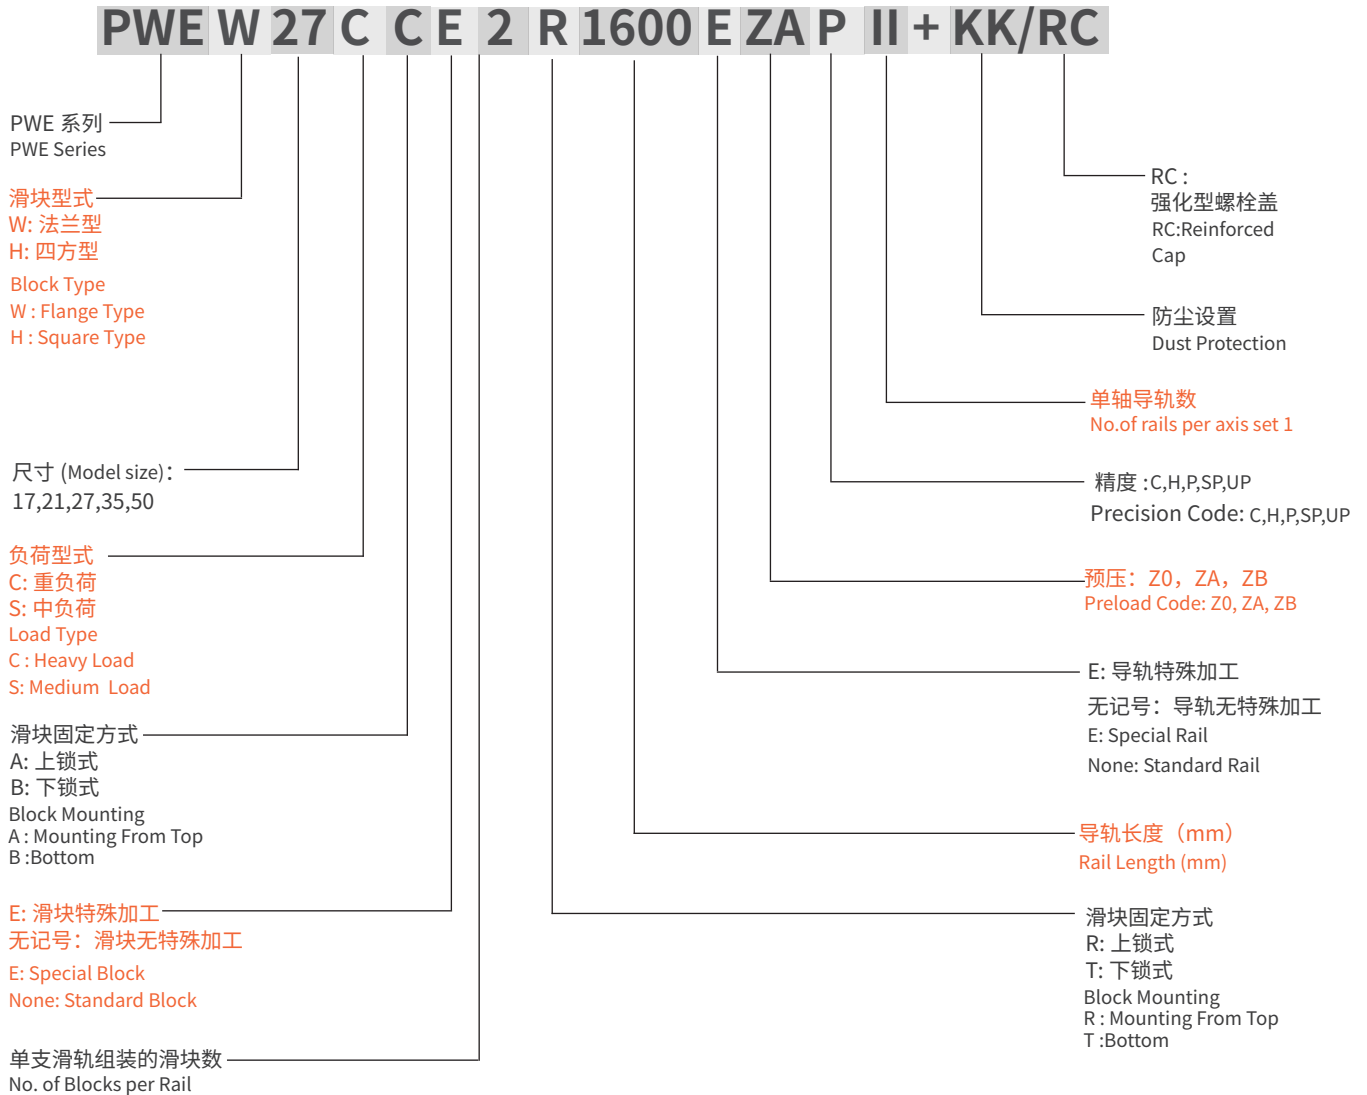 PWE W 27 C C E 2 R 1600 E ZA P II + KK/RC
PWE 系列
PWE Series
滑块型式
W: 法兰型
H: 四方型
Block Type
W : Flange Type
H : Square Type
尺寸 (Model size)：
17,21,27,35,50
负荷型式
C: 重负荷
S: 中负荷
Load Type
C : Heavy Load
S: Medium Load
滑块固定方式
A: 上锁式
B: 下锁式
Block Mounting
A : Mounting From Top
B :Bottom
E: 滑块特殊加工
无记号：滑块无特殊加工
E: Special Block
None: Standard Block
单支滑轨组装的滑块数
No. of Blocks per Rail
RC :
强化型螺栓盖
RC:Reinforced
Cap
防尘设置
Dust Protection
单轴导轨数
No.of rails per axis set 1
精度 :C,H,P,SP,UP
Precision Code: C,H,P,SP,UP
预压：Z0，ZA，ZB
Preload Code: Z0, ZA, ZB
E: 导轨特殊加工
无记号：导轨无特殊加工
E: Special Rail
None: Standard Rail
导轨长度（mm）
Rail Length (mm)
滑块固定方式
R: 上锁式
T: 下锁式
Block Mounting
R : Mounting From Top
T :Bottom